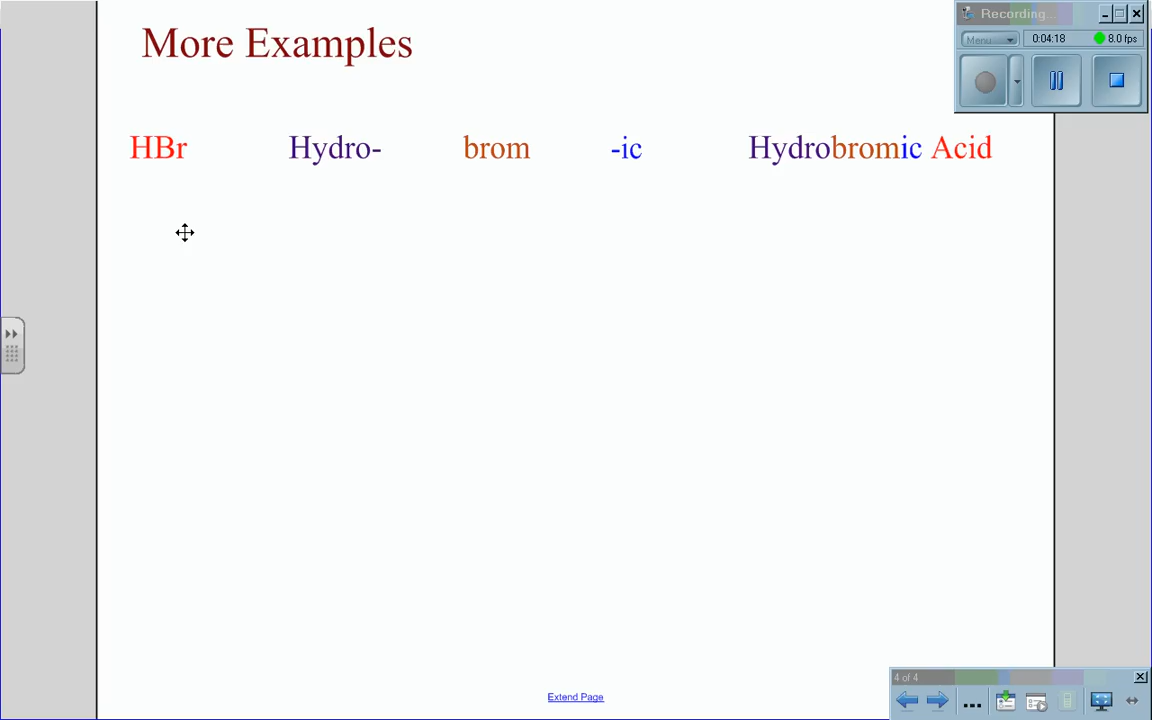 More Examples
Recording...
Menu
0:04:18
8.0 fps
HBr Hydro- brom -ic Hydrobromic Acid
Extend Page
4 of 4
...